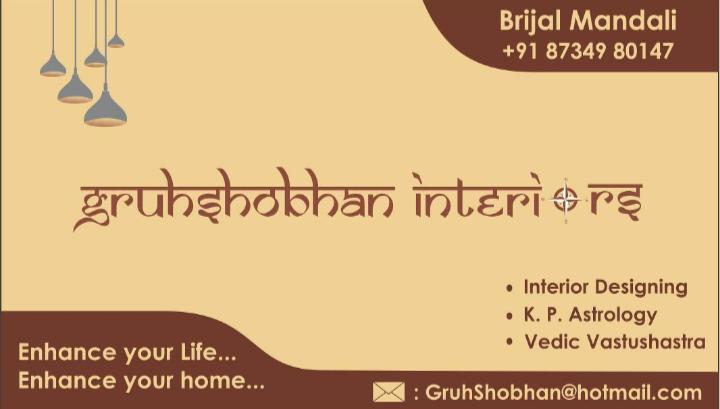 Brijal Mandali
+91 87349 80147
gruhshobhan interiors
• Interior Designing
• K. P. Astrology
• Vedic Vastushastra
Enhance your Life...
Enhance your home...
: GruhShobhan@hotmail.com